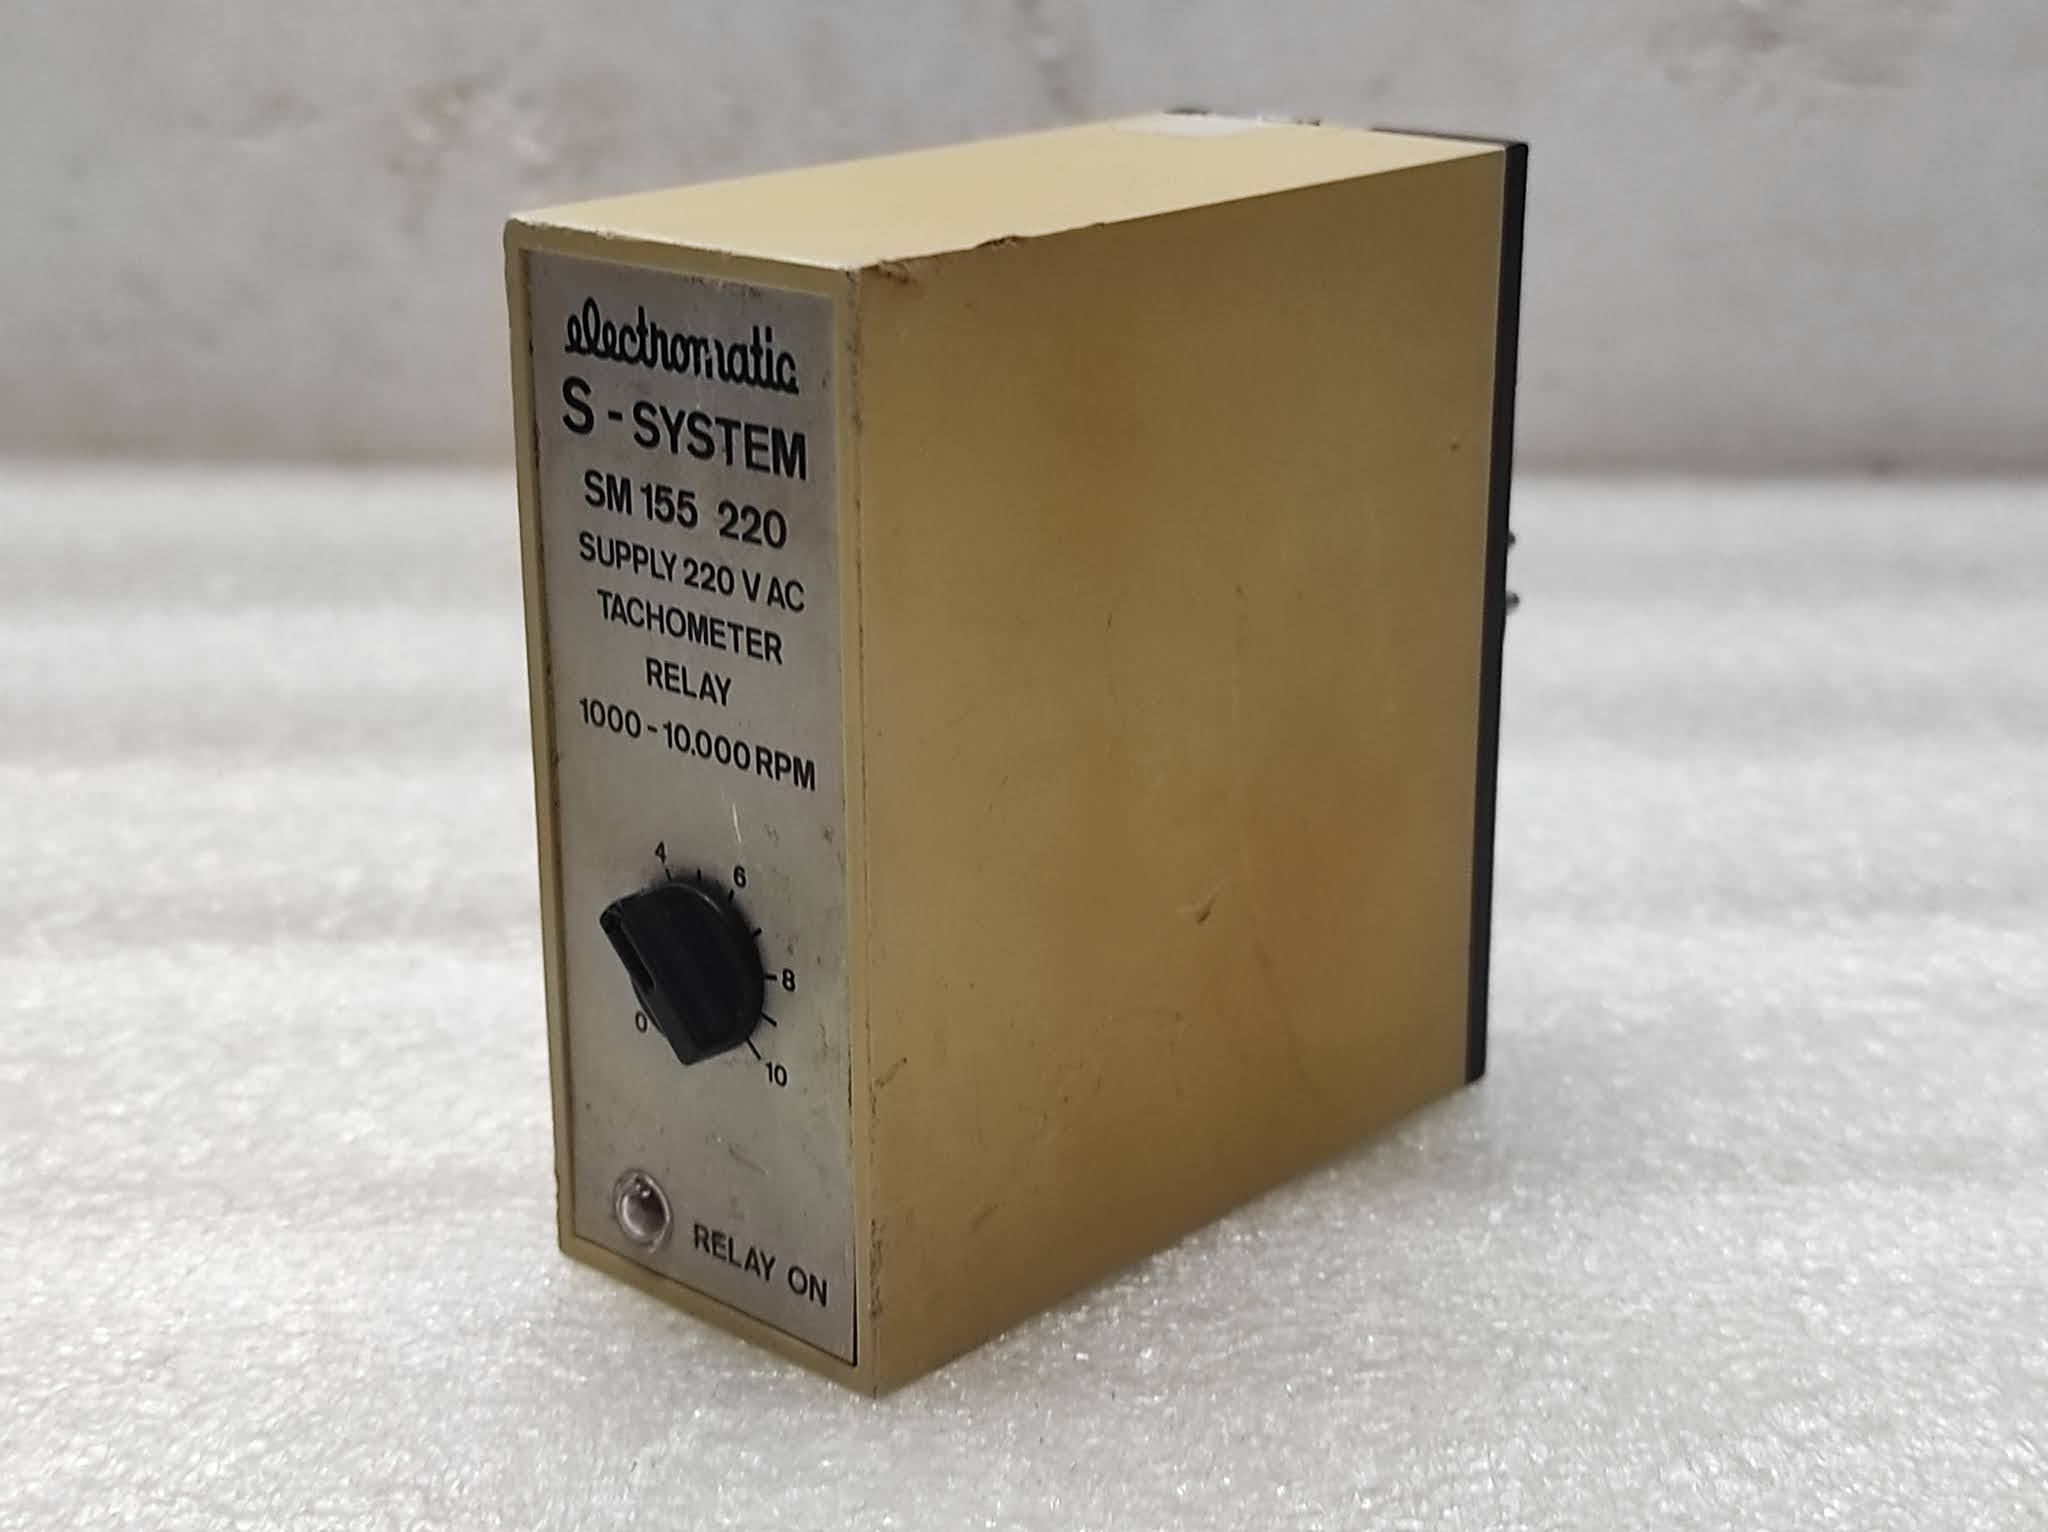 electromatic
S - SYSTEM
SM 155 220
SUPPLY 220 V AC
TACHOMETER
RELAY
1000 - 10.000 RPM
4
6
8
0
10
RELAY ON